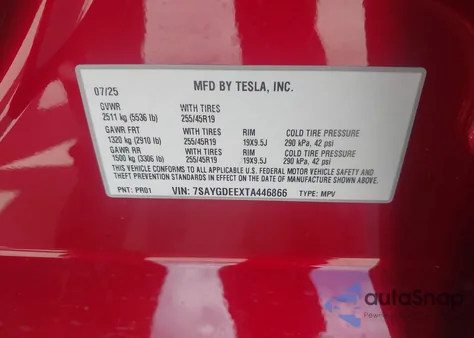 07/25 MFD BY TESLA, INC.
GVWR WITH TIRES
2511 kg (5536 lb) 255/45R19
GAWR FRT WITH TIRES RIM COLD TIRE PRESSURE
1320 kg (2910 lb) 255/45R19 19X9.5J 290 kPa, 42 psi
GAWR RR WITH TIRES RIM COLD TIRE PRESSURE
1500 kg (3306 lb) 255/45R19 19X9.5J 290 kPa, 42 psi
THIS VEHICLE CONFORMS TO ALL APPLICABLE U.S. FEDERAL MOTOR VEHICLE SAFETY AND
THEFT PREVENTION STANDARDS IN EFFECT ON THE DATE OF MANUFACTURE SHOWN ABOVE.
PNT: PR01 VIN: 7SAYGDEEXTA446866 TYPE: MPV
autoSnap